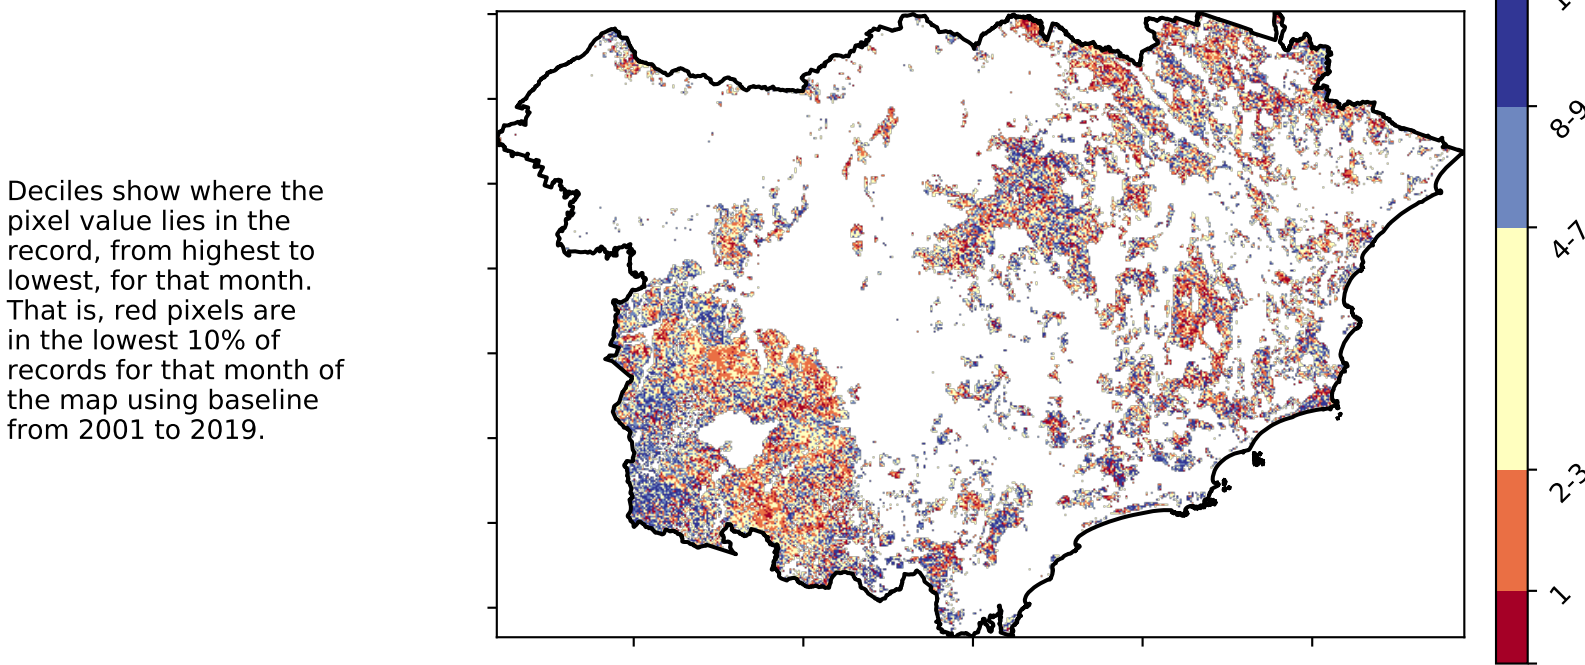 Deciles show where the
pixel value lies in the
record, from highest to
lowest, for that month.
That is, red pixels are
in the lowest 10% of
records for that month of
the map using baseline
from 2001 to 2019.
8-9
4-7
2-3
1